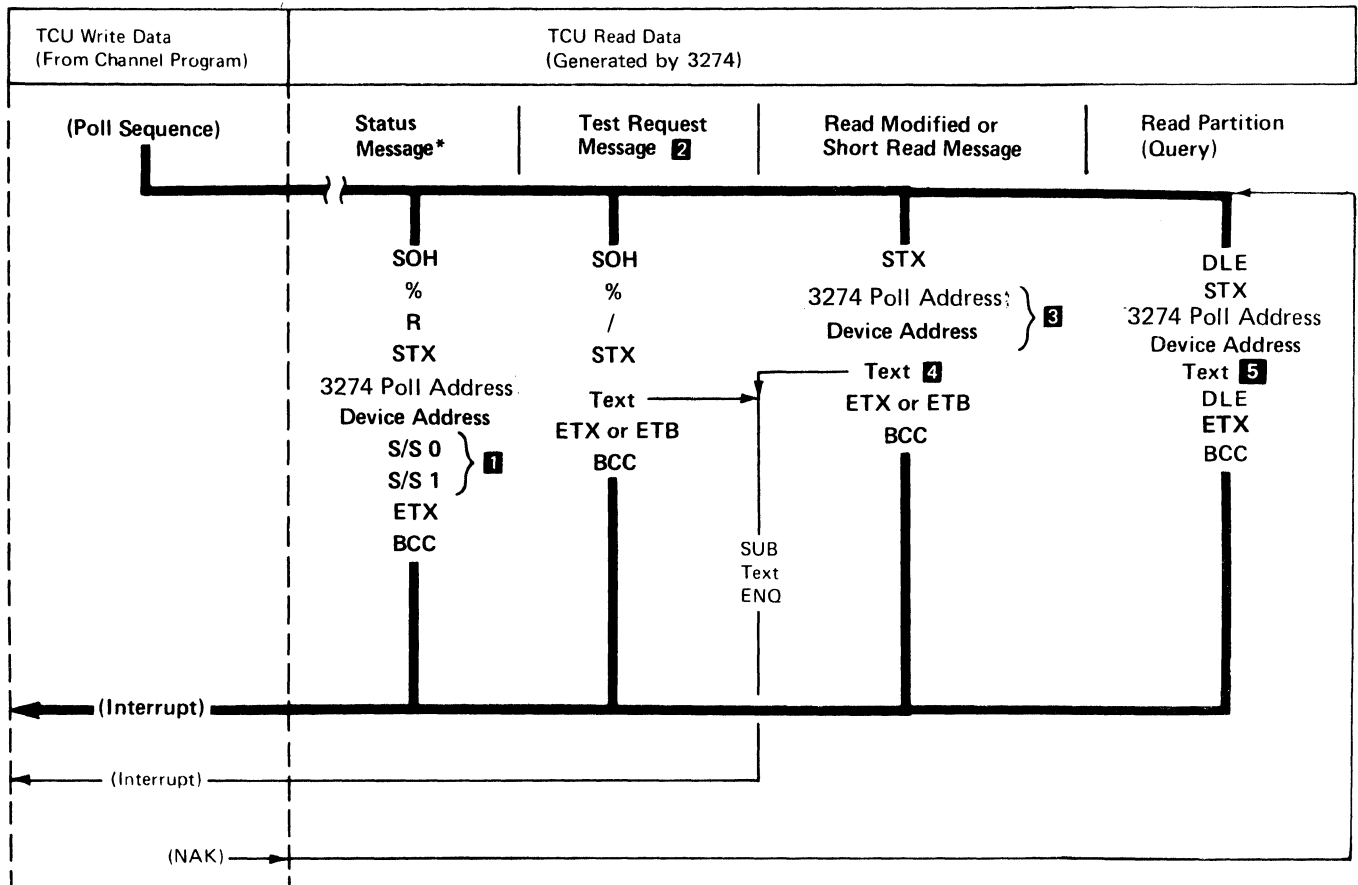 TCU Write Data
(From Channel Program)
TCU Read Data
(Generated by 3274)
(Poll Sequence)
Status
Message*
Test Request
Message 2
Read Modified or
Short Read Message
Read Partition
(Query)
SOH
%
R
STX
3274 Poll Address
Device Address
S/S 0
S/S 1
1
ETX
BCC
SOH
%
/
STX
Text
ETX or ETB
BCC
SUB
Text
ENQ
STX
3274 Poll Address
Device Address
3
Text 4
ETX or ETB
BCC
DLE
STX
3274 Poll Address
Device Address
Text 5
DLE
ETX
BCC
(Interrupt)
(Interrupt)
(NAK)